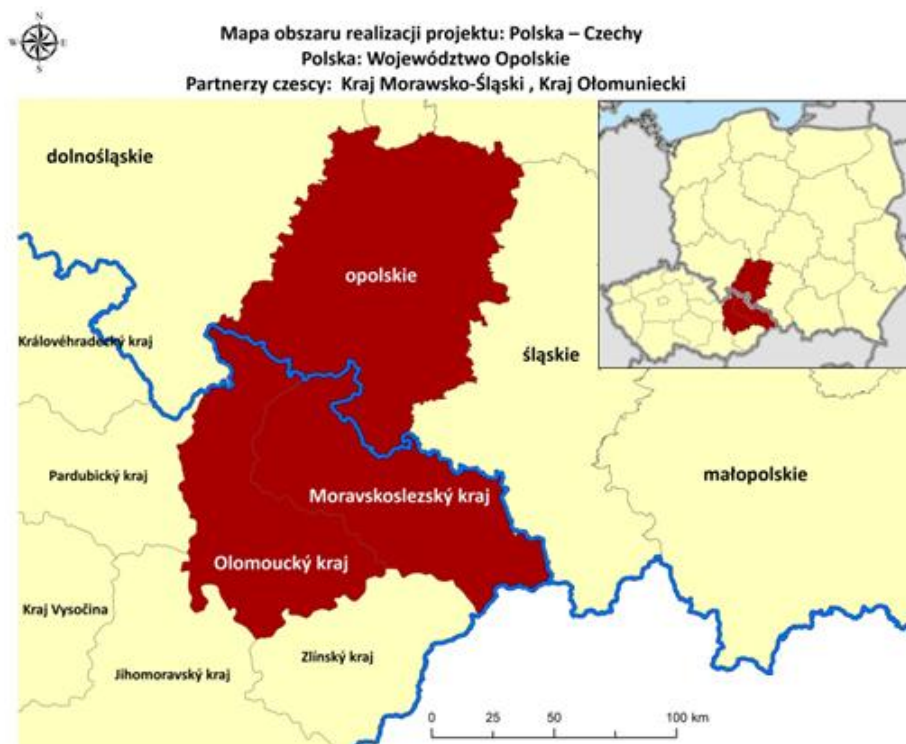 N
W E
S
Mapa obszaru realizacji projektu: Polska – Czechy
Polska: Województwo Opolskie
Partnerzy czescy: Kraj Morawsko-Śląski , Kraj Ołomuniecki
dolnośląskie
opolskie
Královéhradecký kraj
śląskie
Pardubický kraj
małopolskie
Moravskoslezský kraj
Olomoucký kraj
Kraj Vysočina
Zlínský kraj
Jihomoravský kraj
0 25 50 100 km